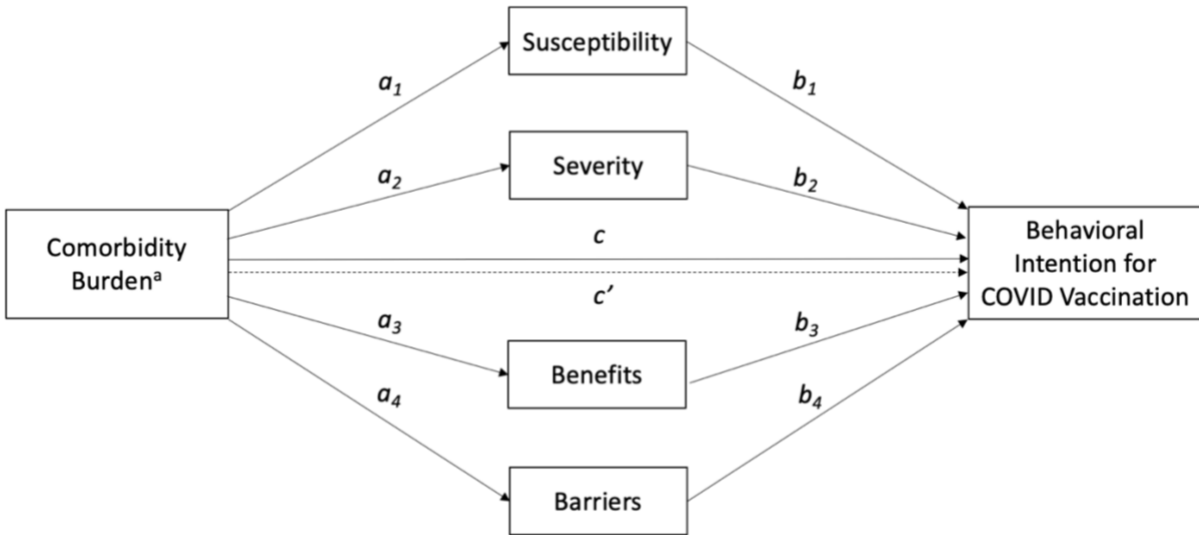 Susceptibility
a₁
b₁
Severity
a₂
b₂
Comorbidity
Burdenᵃ
c
c’
Behavioral
Intention for
COVID Vaccination
a₃
b₃
Benefits
a₄
b₄
Barriers